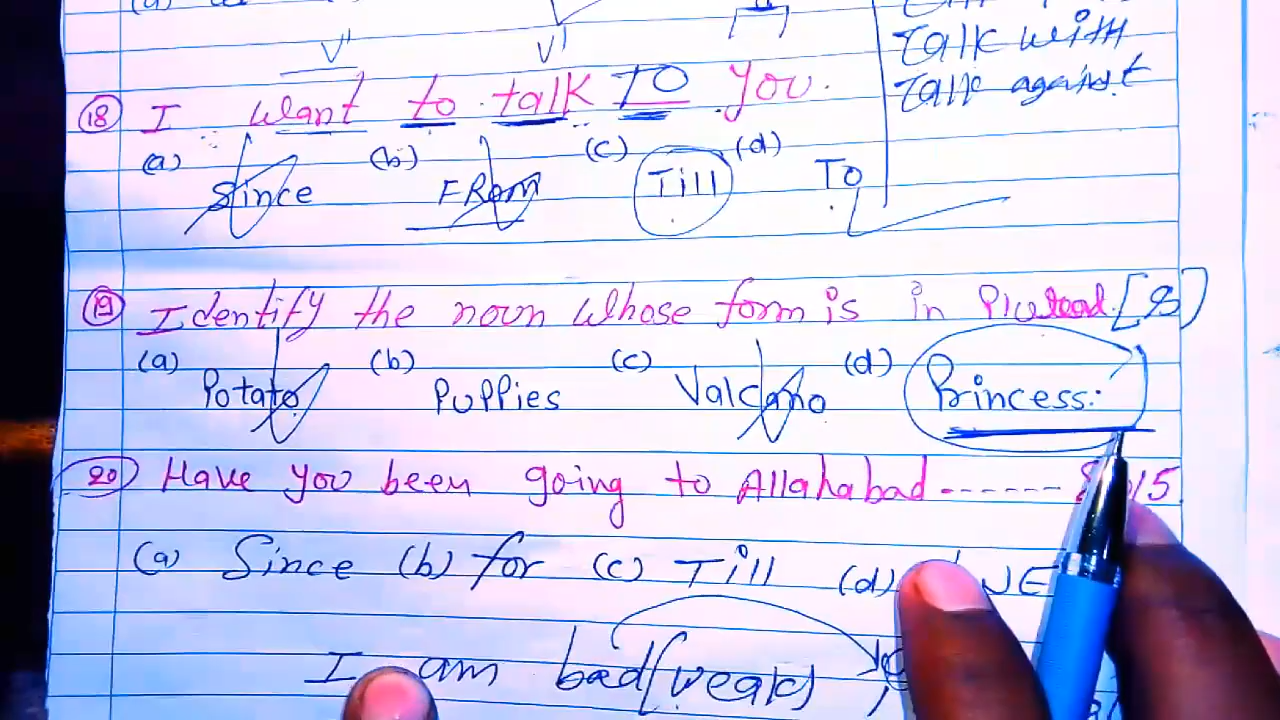 Talk with
Talk against
V' V'
(18) I want to talk TO you.
(a) Since (b) From (c) Till (d) To
(19) Identify the noun whose form is in Plural. [B]
(a) Potato (b) Puppies (c) Valcano (d) Princess:
(20) Have you been going to Allahabad ------ 15
(a) Since (b) for (c) Till (d) NE
I am bad (weak)